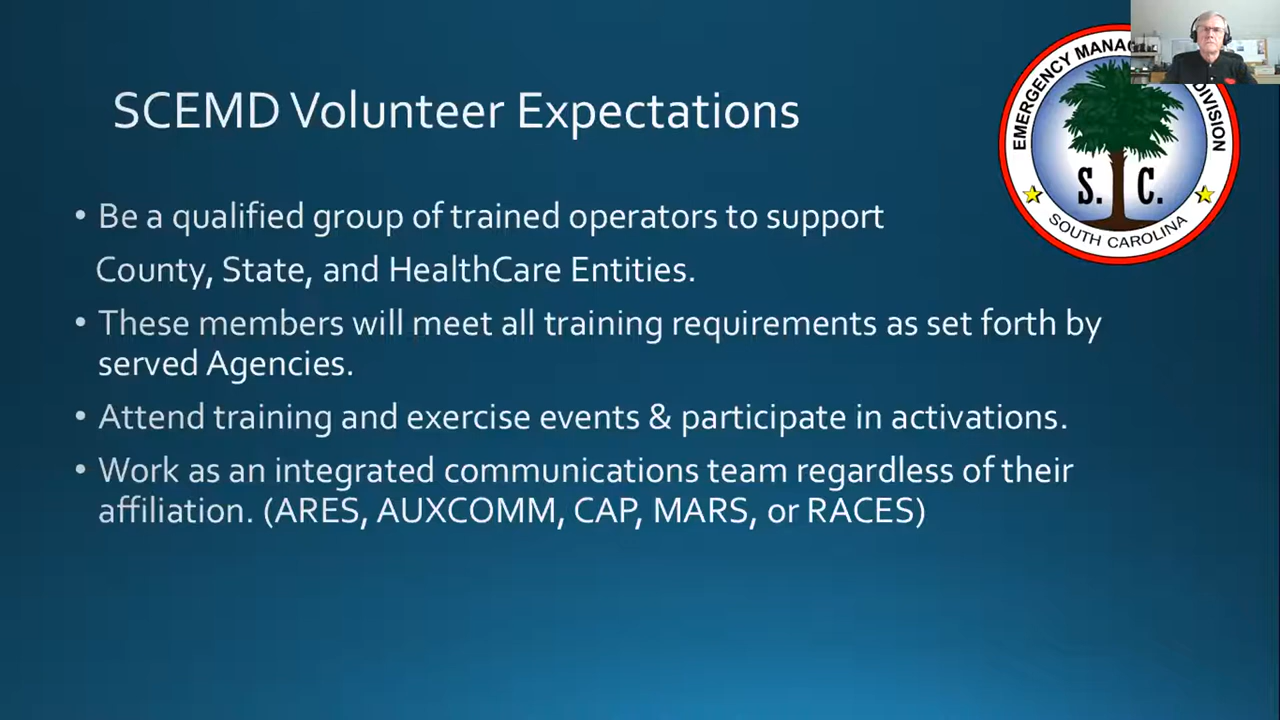 SCEMD Volunteer Expectations
• Be a qualified group of trained operators to support
County, State, and HealthCare Entities.
• These members will meet all training requirements as set forth by
served Agencies.
• Attend training and exercise events & participate in activations.
• Work as an integrated communications team regardless of their
affiliation. (ARES, AUXCOMM, CAP, MARS, or RACES)
EMERGENCY DIVISION
S. C.
SOUTH CAROLINA